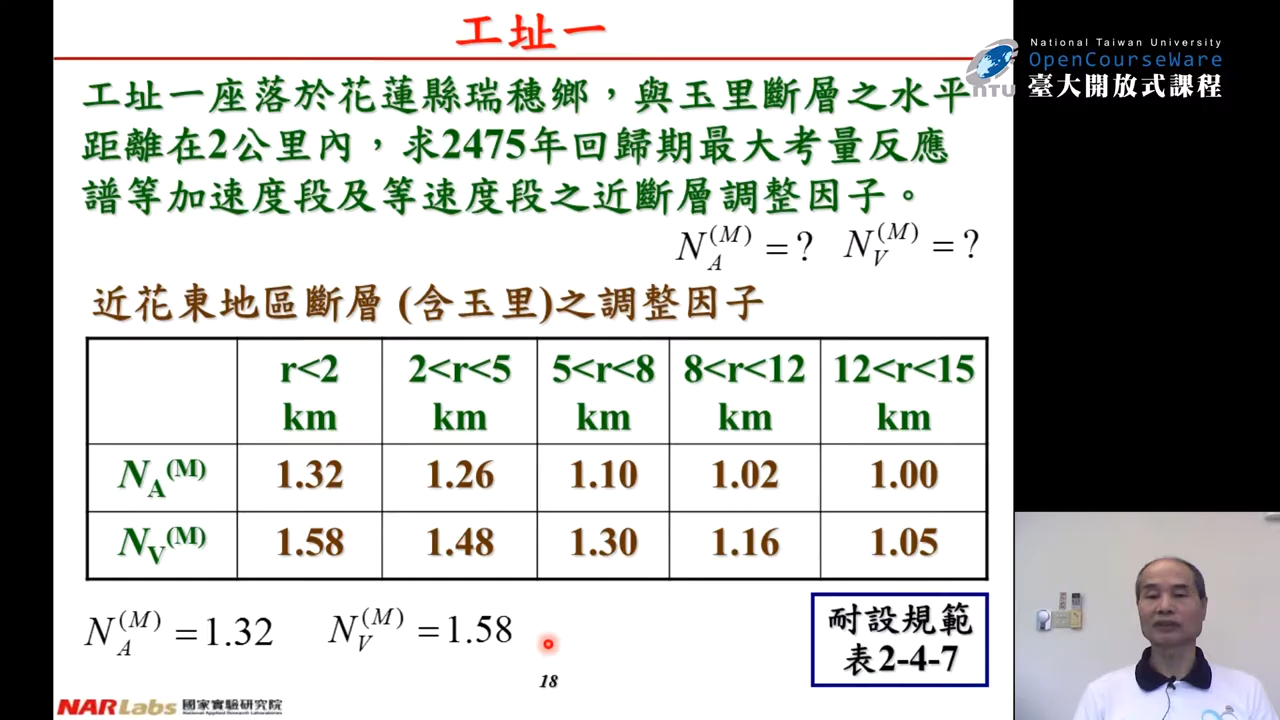 工址一
National Taiwan University
OpenCourseWare
臺大開放式課程
NTU
工址一座落於花蓮縣瑞穗鄉，與玉里斷層之水平
距離在2公里內，求2475年回歸期最大考量反應
譜等加速度段及等速度段之近斷層調整因子。
N_A^(M) = ? N_V^(M) = ?
近花東地區斷層 (含玉里)之調整因子
r<2 km 2<r<5 km 5<r<8 km 8<r<12 km 12<r<15 km
N_A^(M) 1.32 1.26 1.10 1.02 1.00
N_V^(M) 1.58 1.48 1.30 1.16 1.05
N_A^(M) = 1.32 N_V^(M) = 1.58
耐設規範
表2-4-7
18
NARLabs 國家實驗研究院
National Applied Research Laboratories